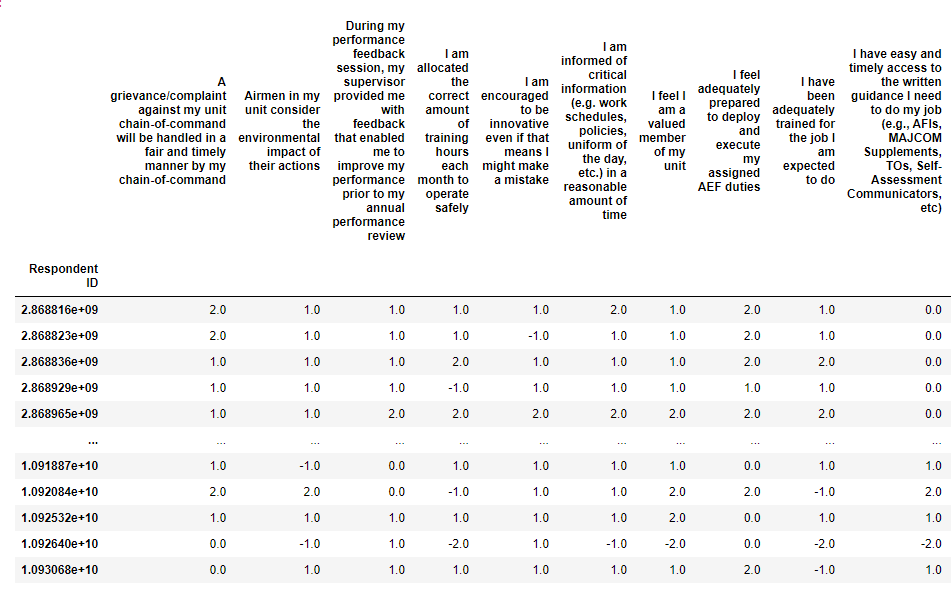 A
grievance/complaint
against my unit
chain-of-command
will be handled in a
fair and timely
manner by my
chain-of-command
Airmen in my
unit consider
the
environmental
impact of
their actions
During my
performance
feedback
session, my
supervisor
provided me
with
feedback
that enabled
me to
improve my
performance
prior to my
annual
performance
review
I am
allocated
the
correct
amount
of
training
hours
each
month to
operate
safely
I am
encouraged
to be
innovative
even if that
means I
might make
a mistake
I am
informed of
critical
information
(e.g. work
schedules,
policies,
uniform of
the day,
etc.) in a
reasonable
amount of
time
I feel I
am a
valued
member
of my
unit
I feel
adequately
prepared
to deploy
and
execute
my
assigned
AEF duties
I have
been
adequately
trained for
the job I
am
expected
to do
I have easy and
timely access to
the written
guidance I need
to do my job
(e.g., AFIs,
MAJCOM
Supplements,
TOs, Self-
Assessment
Communicators,
etc)
Respondent
ID
2.868816e+09 2.0 1.0 1.0 1.0 1.0 2.0 1.0 2.0 1.0 0.0
2.868823e+09 2.0 1.0 1.0 1.0 -1.0 1.0 1.0 2.0 1.0 0.0
2.868836e+09 1.0 1.0 1.0 2.0 1.0 1.0 1.0 2.0 2.0 0.0
2.868929e+09 1.0 1.0 1.0 -1.0 1.0 1.0 1.0 1.0 1.0 0.0
2.868965e+09 1.0 1.0 2.0 2.0 2.0 2.0 2.0 2.0 2.0 0.0
... ... ... ... ... ... ... ... ... ... ...
1.091887e+10 1.0 -1.0 0.0 1.0 1.0 1.0 1.0 0.0 1.0 1.0
1.092084e+10 2.0 2.0 0.0 -1.0 1.0 1.0 2.0 2.0 -1.0 2.0
1.092532e+10 1.0 1.0 1.0 1.0 1.0 1.0 2.0 0.0 1.0 1.0
1.092640e+10 0.0 -1.0 1.0 -2.0 1.0 -1.0 -2.0 0.0 -2.0 -2.0
1.093068e+10 0.0 1.0 1.0 1.0 1.0 1.0 1.0 2.0 -1.0 1.0